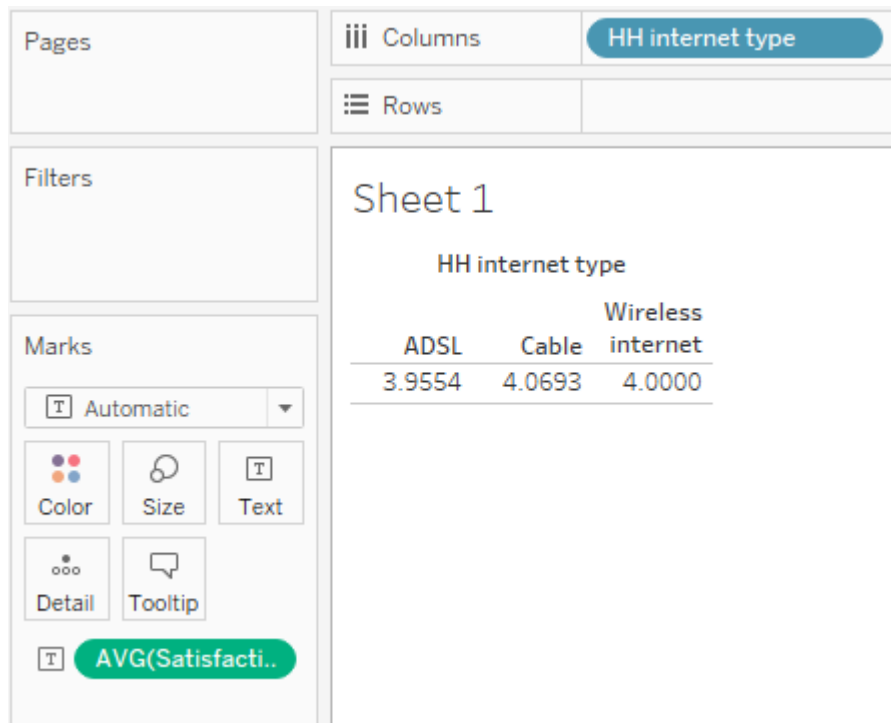 Pages
Columns
HH internet type
Rows
Filters
Sheet 1
HH internet type
ADSL
Cable
Wireless
internet
3.9554
4.0693
4.0000
Marks
T Automatic
Color
Size
T
Text
Detail
Tooltip
T
AVG(Satisfacti..